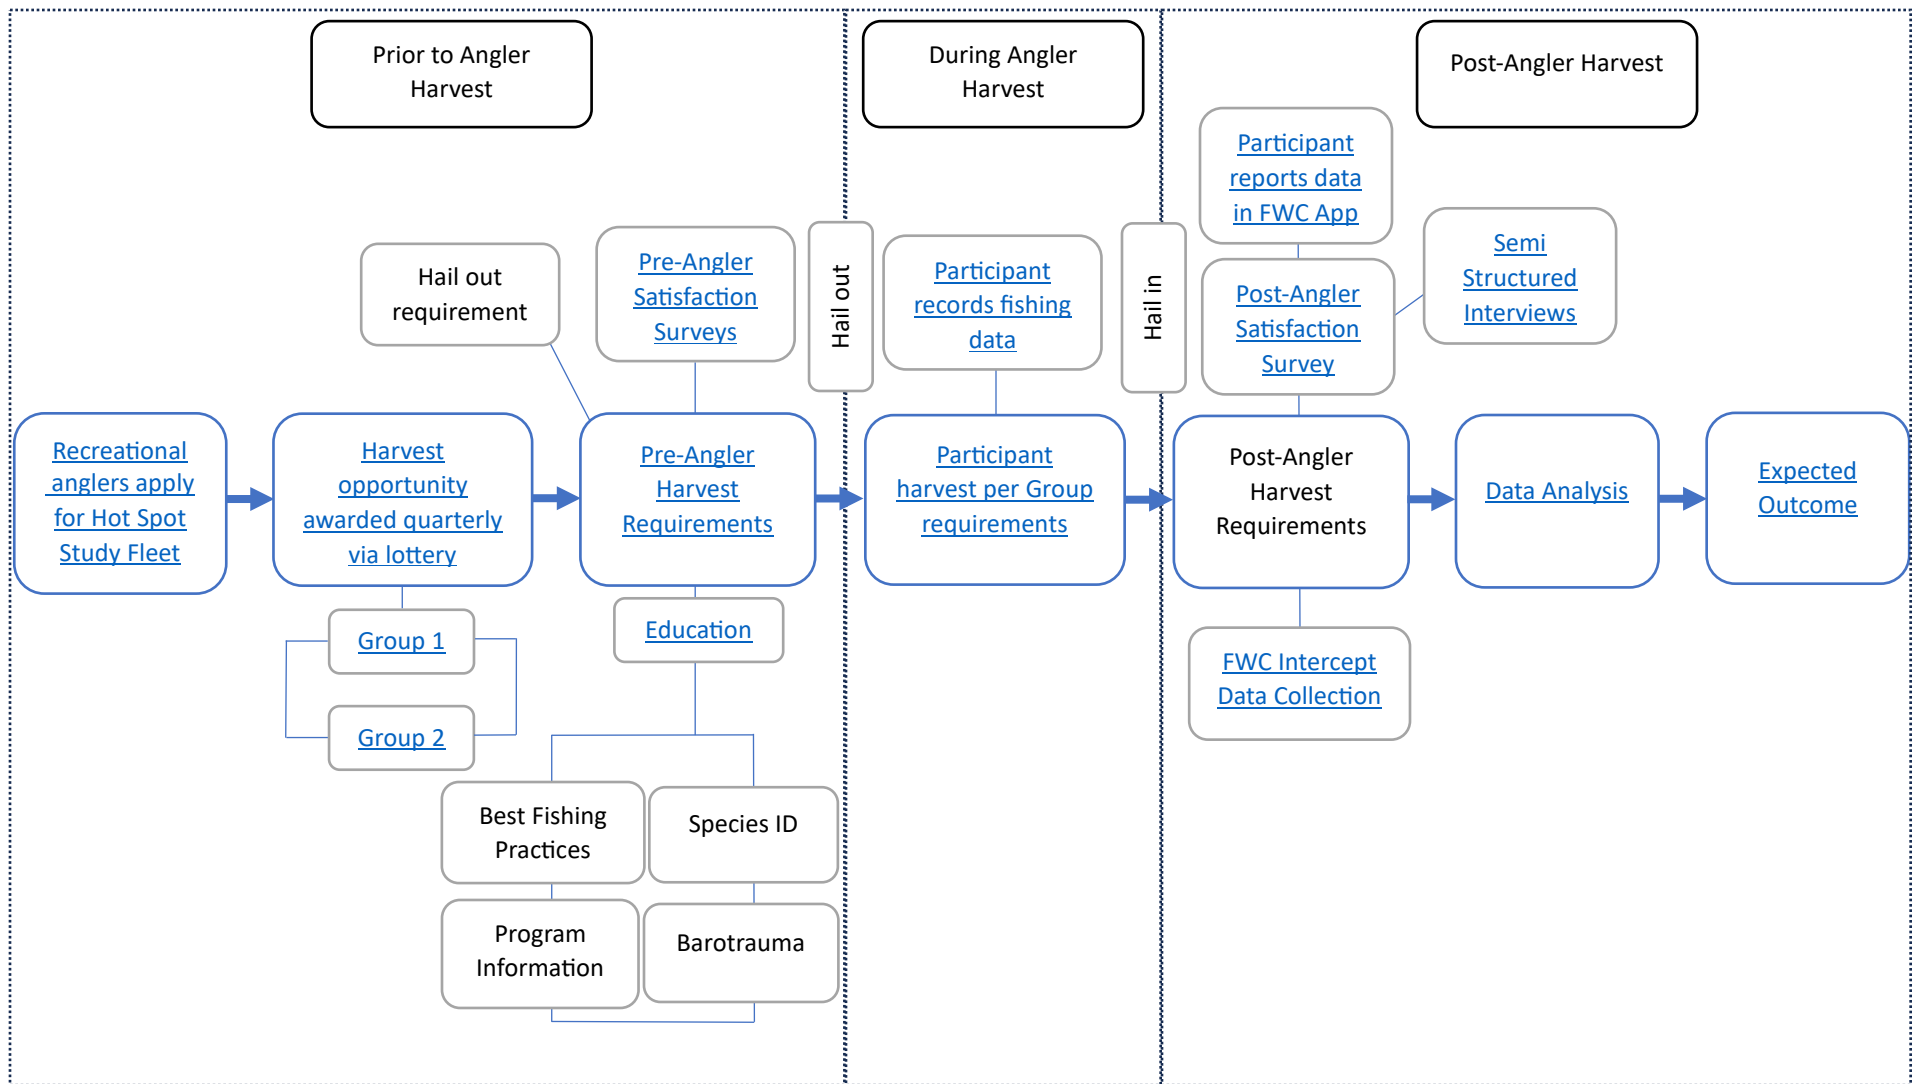 Prior to Angler
Harvest
During Angler
Harvest
Post-Angler Harvest
Hail out
requirement
Pre-Angler
Satisfaction
Surveys
Hail out
Participant
records fishing
data
Hail in
Participant
reports data
in FWC App
Post-Angler
Satisfaction
Survey
Semi
Structured
Interviews
Recreational
anglers apply
for Hot Spot
Study Fleet
Harvest
opportunity
awarded quarterly
via lottery
Pre-Angler
Harvest
Requirements
Participant
harvest per Group
requirements
Post-Angler
Harvest
Requirements
Data Analysis
Expected
Outcome
Group 1
Group 2
Education
Best Fishing
Practices
Species ID
Program
Information
Barotrauma
FWC Intercept
Data Collection